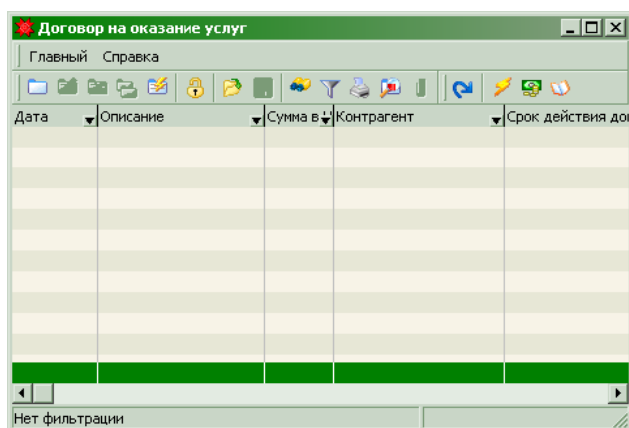 Договор на оказание услуг
Главный Справка
Дата Описание Сумма в Контрагент Срок действия до
Нет фильтрации